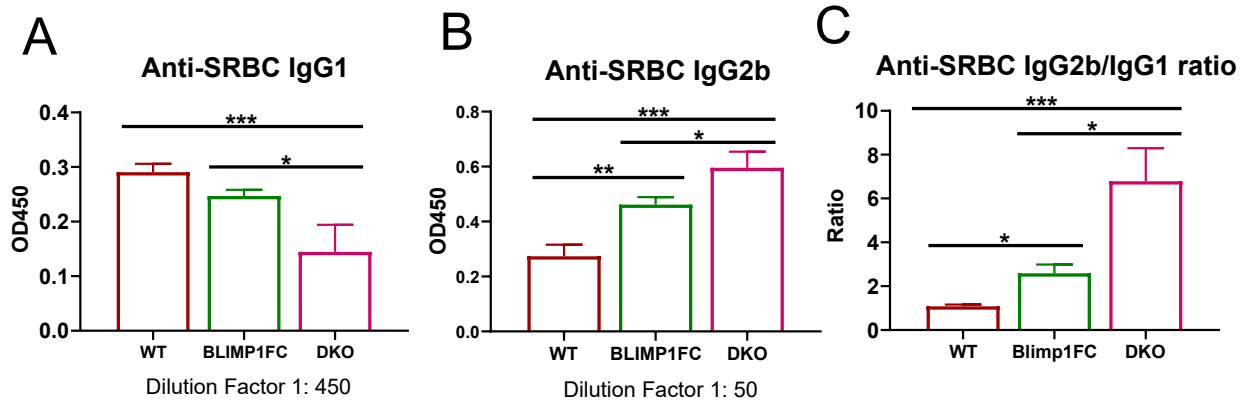 A
Anti-SRBC IgG1
OD450
0.4
0.3
0.2
0.1
0.0
***
*
WT BLIMP1FC DKO
Dilution Factor 1: 450
B
Anti-SRBC IgG2b
OD450
0.8
0.6
0.4
0.2
0.0
***
*
**
WT BLIMP1FC DKO
Dilution Factor 1: 50
C
Anti-SRBC IgG2b/IgG1 ratio
Ratio
10
8
6
4
2
0
***
*
*
WT Blimp1FC DKO